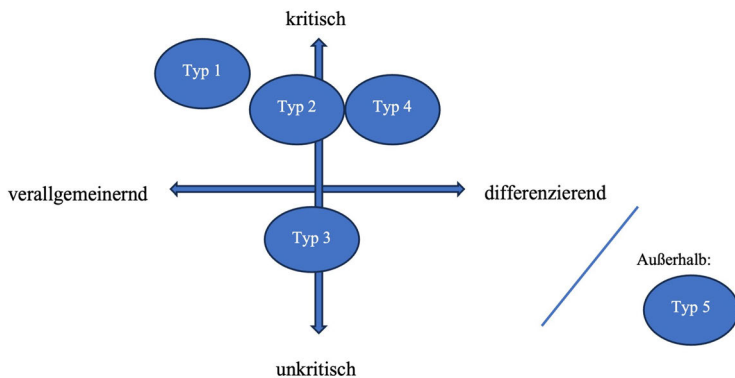 kritisch
Typ 1
Typ 2
Typ 4
verallgemeinernd
differenzierend
Typ 3
Außerhalb:
Typ 5
unkritisch